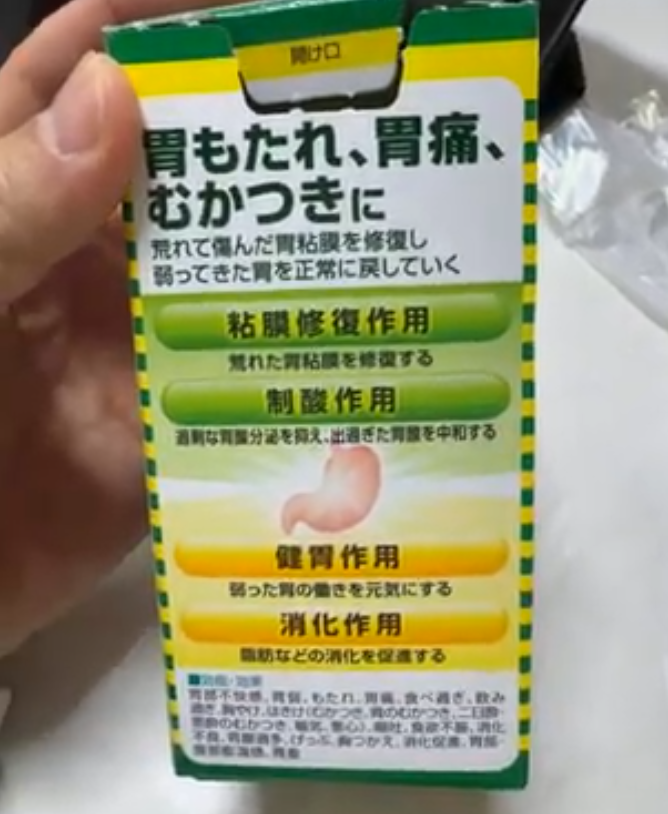 開け口
胃もたれ、胃痛、
むかつきに
荒れて傷んだ胃粘膜を修復し
弱ってきた胃を正常に戻していく
粘膜修復作用
荒れた胃粘膜を修復する
制酸作用
過剰な胃酸分泌を抑え、出過ぎた胃酸を中和する
健胃作用
弱った胃の働きを元気にする
消化作用
脂肪などの消化を促進する
■効能・効果
胃部不快感、胃弱、もたれ、胃痛、食べ過ぎ、飲み
過ぎ、胸やけ、はきけ(むかつき、胃のむかつき、二日酔・
悪酔のむかつき、嘔気、悪心)、嘔吐、食欲不振、消化
不良、胃酸過多、げっぷ、胸つかえ、消化促進、胃部・
腹部膨満感、胃重